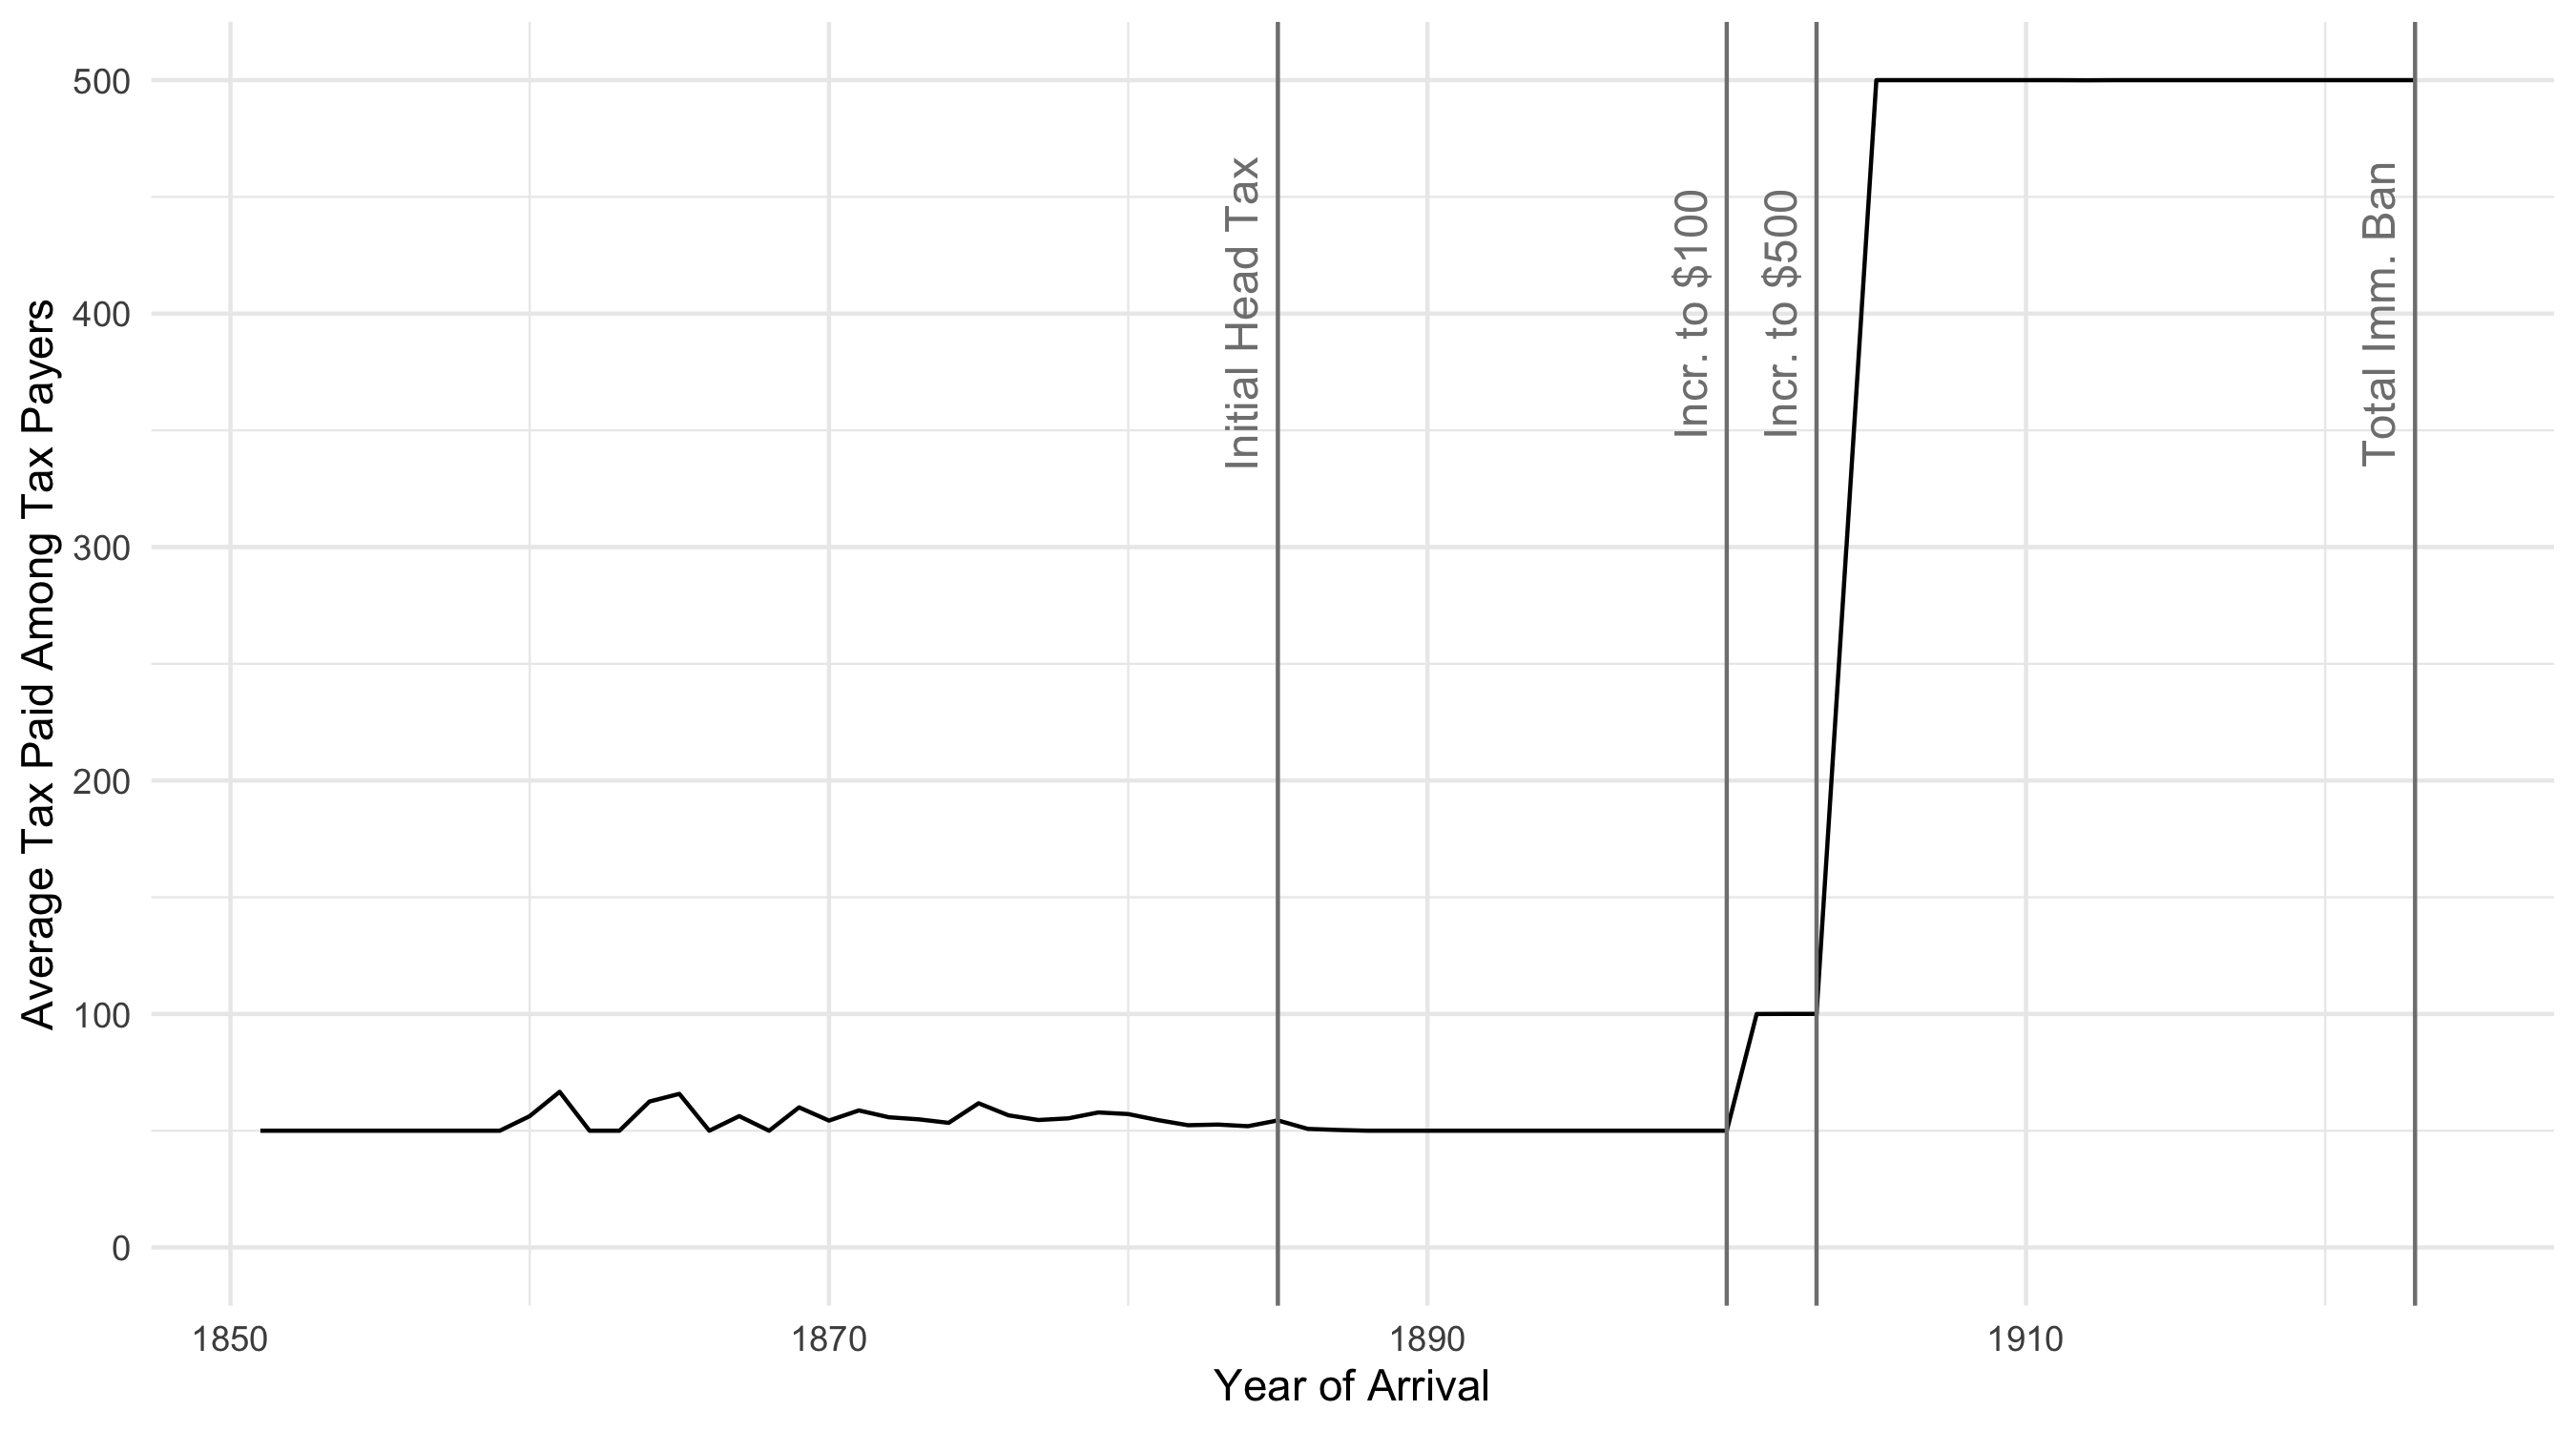 Average Tax Paid Among Tax Payers
500
400
300
200
100
0
Initial Head Tax
Incr. to $100
Incr. to $500
Total Imm. Ban
1850
1870
1890
1910
Year of Arrival